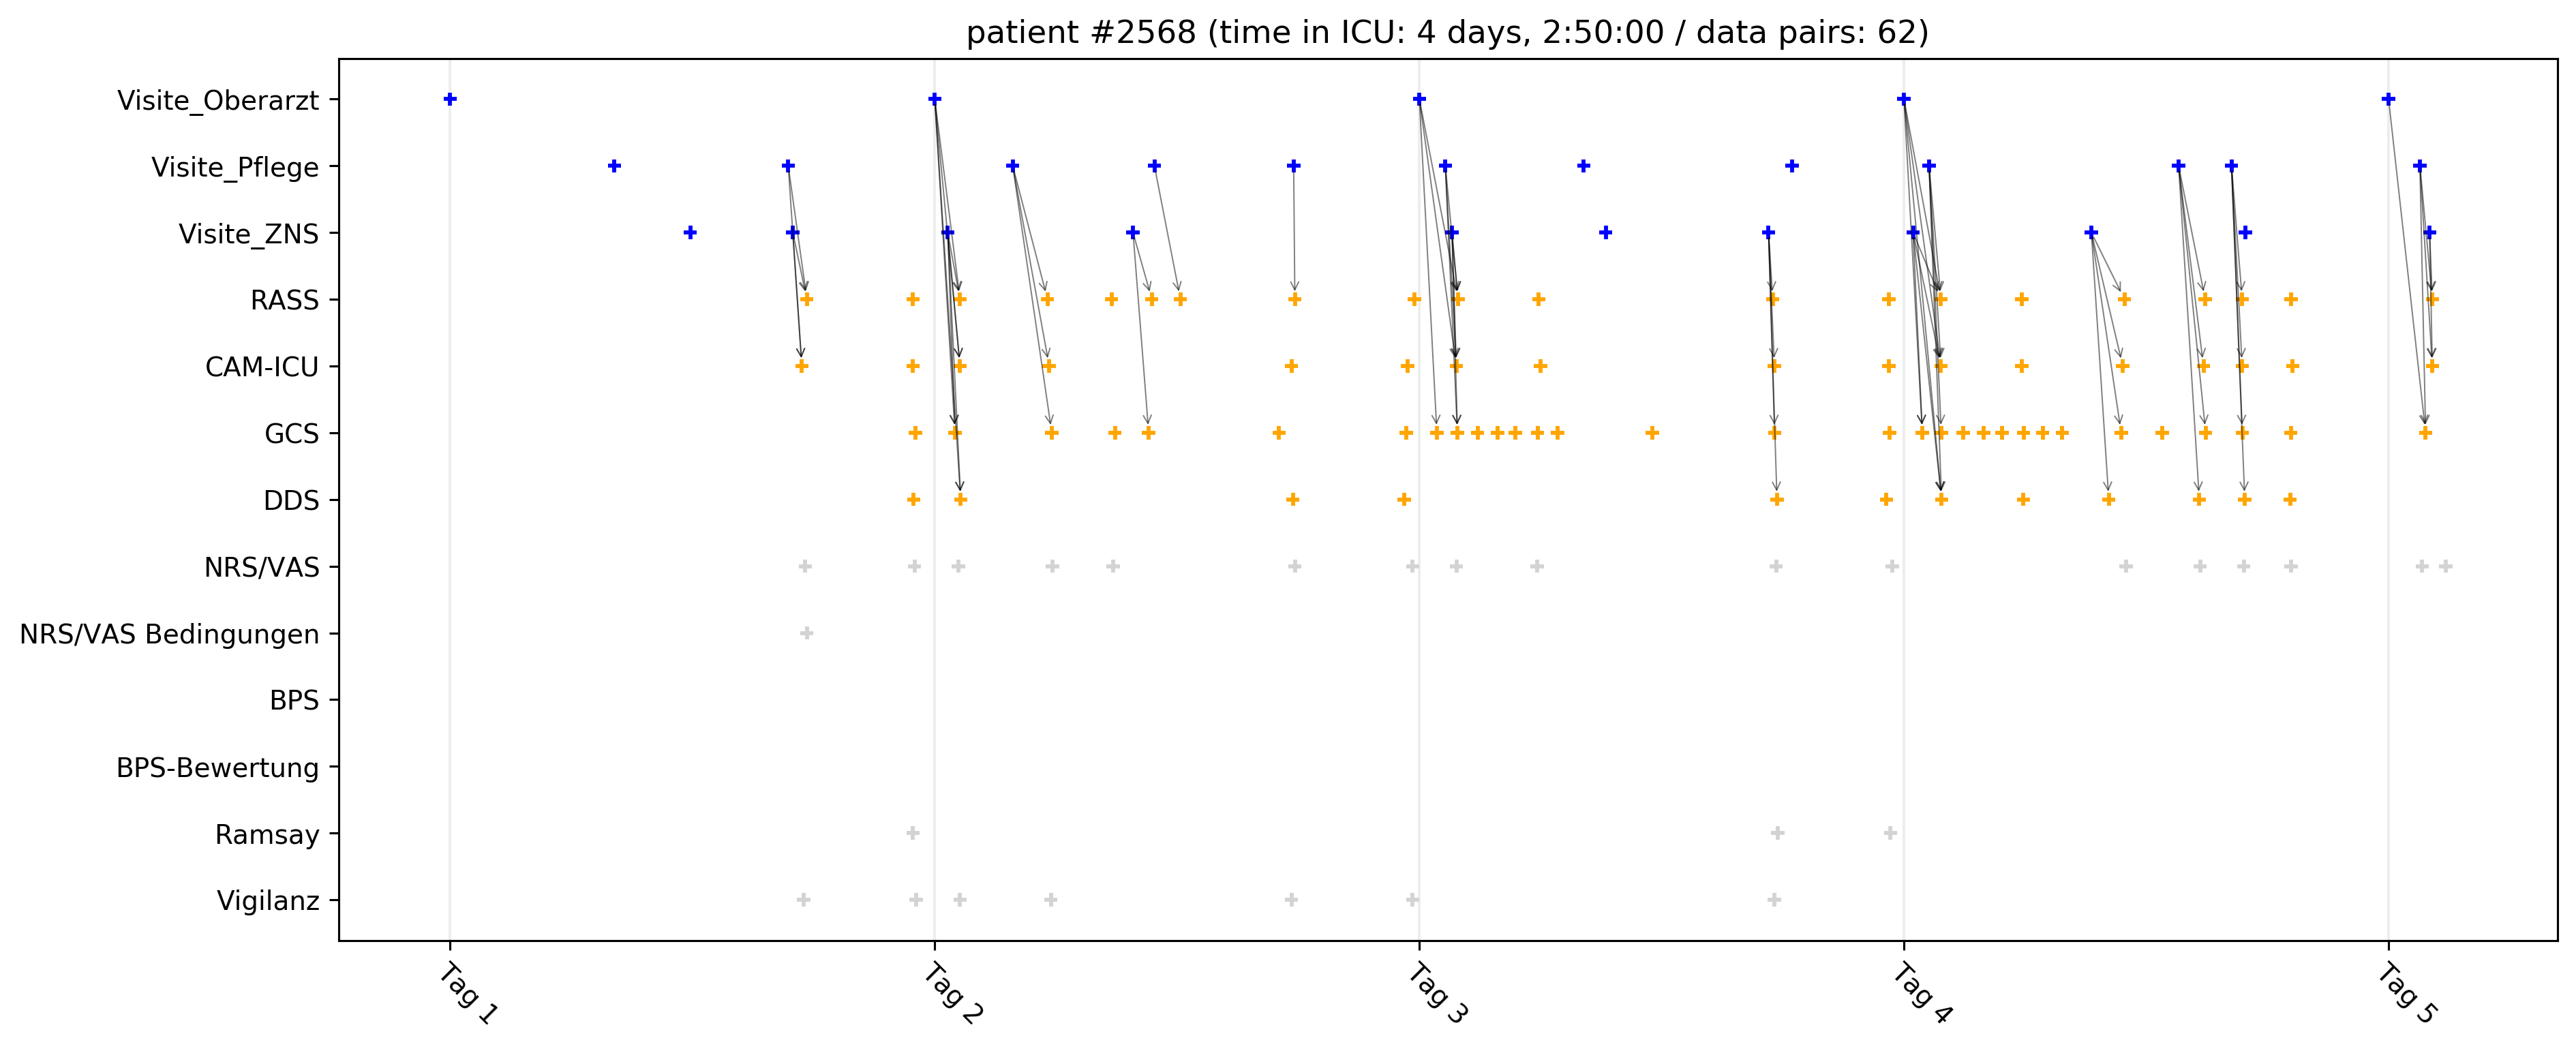 patient #2568 (time in ICU: 4 days, 2:50:00 / data pairs: 62)
Visite_Oberarzt
Visite_Pflege
Visite_ZNS
RASS
CAM-ICU
GCS
DDS
NRS/VAS
NRS/VAS Bedingungen
BPS
BPS-Bewertung
Ramsay
Vigilanz
Tag 1
Tag 2
Tag 3
Tag 4
Tag 5